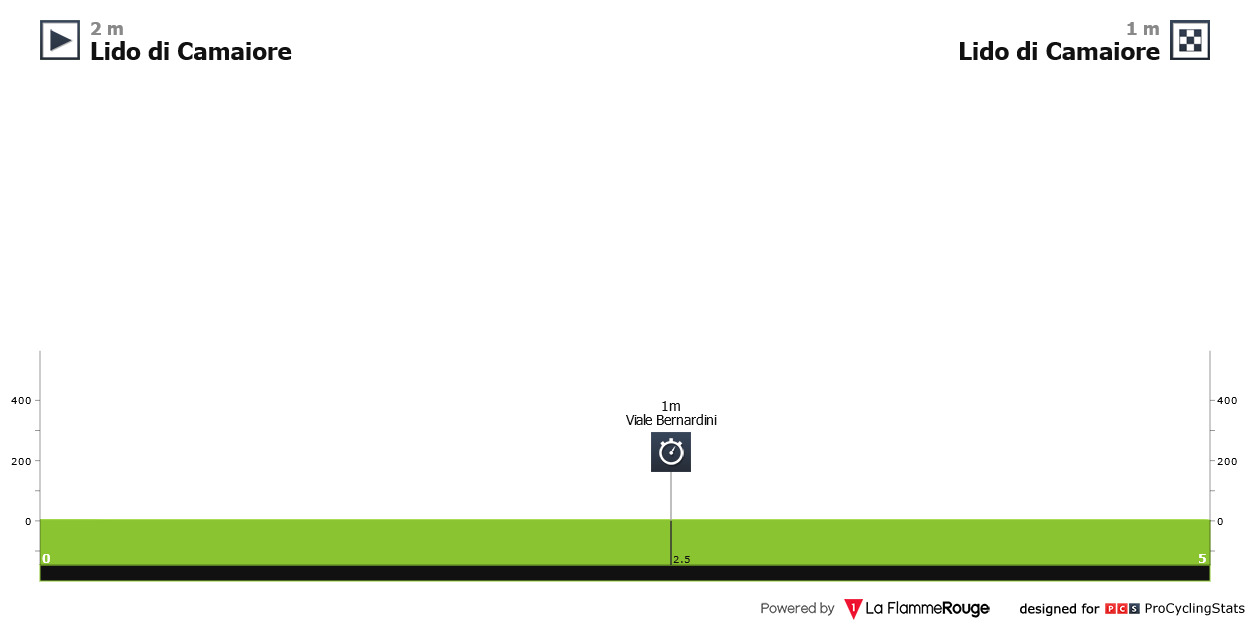 2 m
Lido di Camaiore
1 m
Lido di Camaiore
1m
Viale Bernardini
400
400
200
200
0
0
0
2.5
5
Powered by 1 La FlammeRouge designed for PCS ProCyclingStats